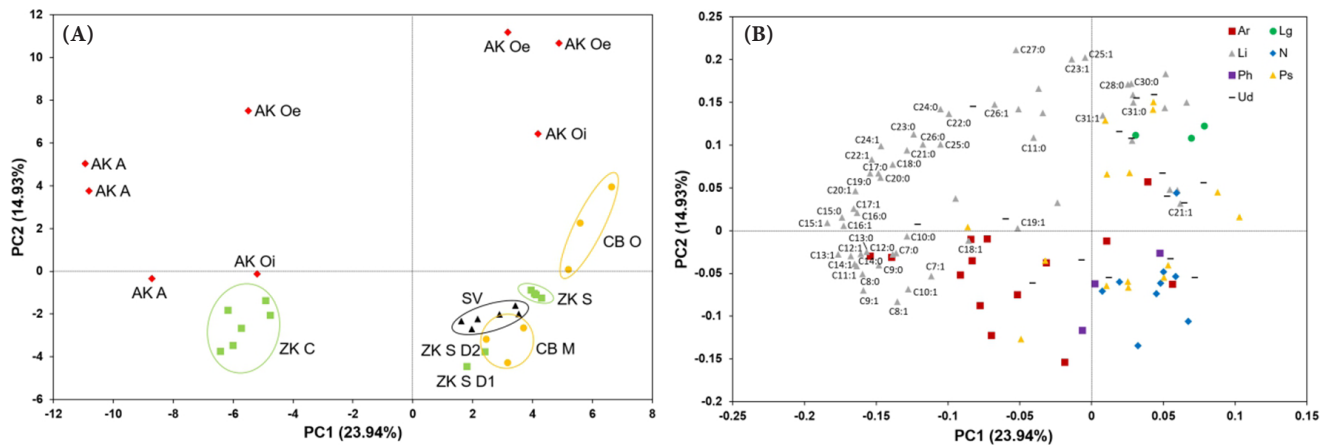 (A)
12
10
8
6
4
2
0
-2
-4
-6
-12
-10
-8
-6
-4
-2
0
2
4
6
8
PC2 (14.93%)
PC1 (23.94%)
AK Oe
AK Oe
AK Oe
AK Oi
AK A
AK A
CB O
AK Oi
AK A
SV
ZK S
ZK C
ZK S D2
CB M
ZK S D1
(B)
0.25
0.2
0.15
0.1
0.05
0
-0.05
-0.1
-0.15
-0.2
-0.25
-0.2
-0.15
-0.1
-0.05
0
0.05
0.1
0.15
PC2 (14.93%)
PC1 (23.94%)
Ar
Lg
Li
N
Ph
Ps
Ud
C27:0
C25:1
C23:1
C28:0
C30:0
C24:0
C22:0
C26:1
C31:0
C31:1
C23:0
C26:0
C11:0
C24:1
C21:0
C25:0
C22:1
C18:0
C17:0
C19:0
C20:0
C20:1
C17:1
C15:0
C16:0
C15:1
C16:1
C19:1
C21:1
C13:0
C10:0
C12:1
C12:0
C7:0
C18:1
C13:1
C14:0
C14:1
C9:0
C11:1
C7:1
C8:0
C9:1
C10:1
C8:1